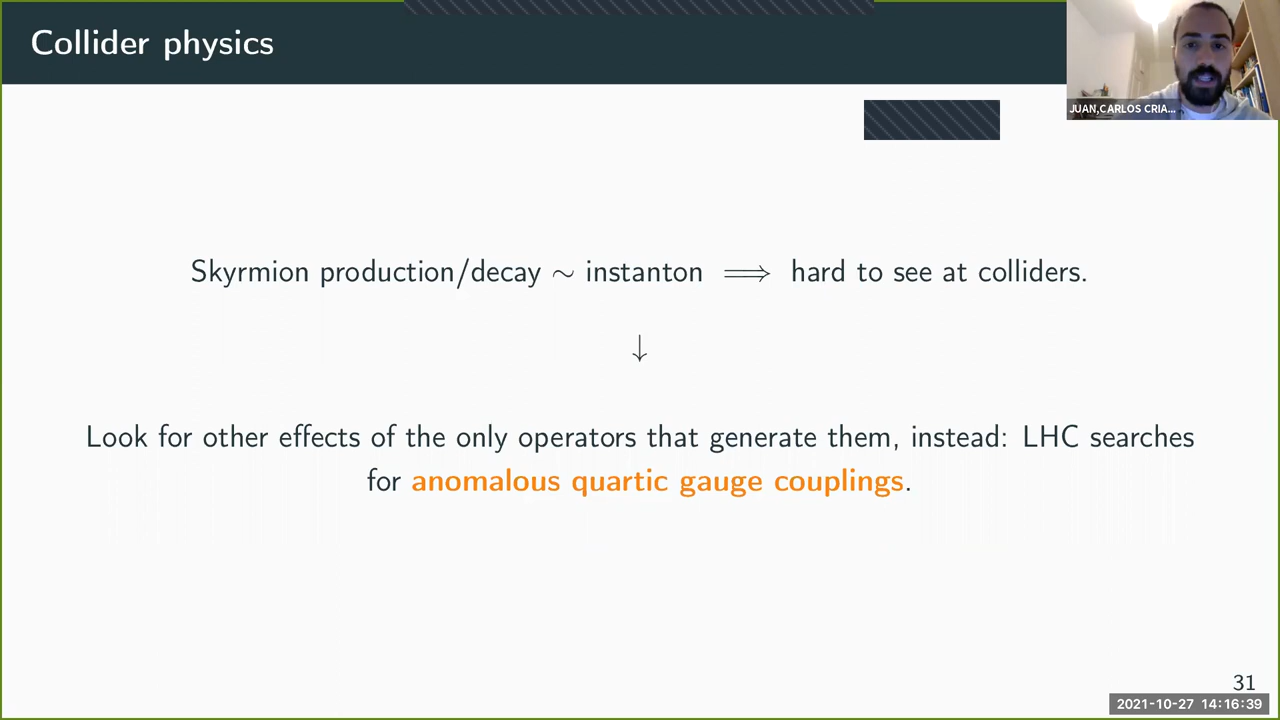 Collider physics
JUAN,CARLOS CRIA...
Skyrmion production/decay ∼ instanton ⟹ hard to see at colliders.
↓
Look for other effects of the only operators that generate them, instead: LHC searches
for anomalous quartic gauge couplings.
31
2021-10-27 14:16:39